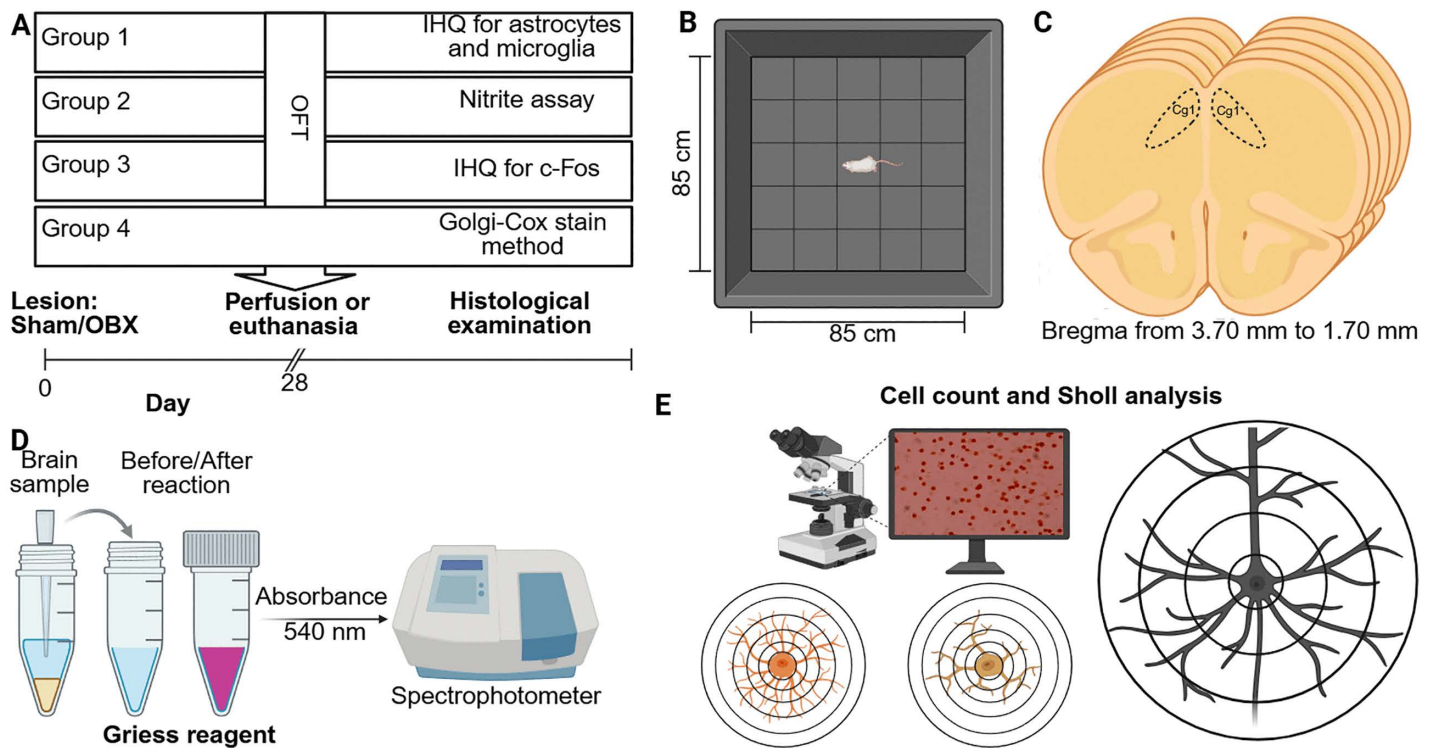 A
Group 1
IHQ for astrocytes
and microglia
Group 2
Nitrite assay
OFT
Group 3
IHQ for c-Fos
Group 4
Golgi-Cox stain
method
Lesion:
Sham/OBX
Perfusion or
euthanasia
Histological
examination
0
28
Day
B
85 cm
85 cm
C
Cg1
Cg1
Bregma from 3.70 mm to 1.70 mm
D
Brain
sample
Before/After
reaction
Absorbance
540 nm
Spectrophotometer
Griess reagent
E
Cell count and Sholl analysis